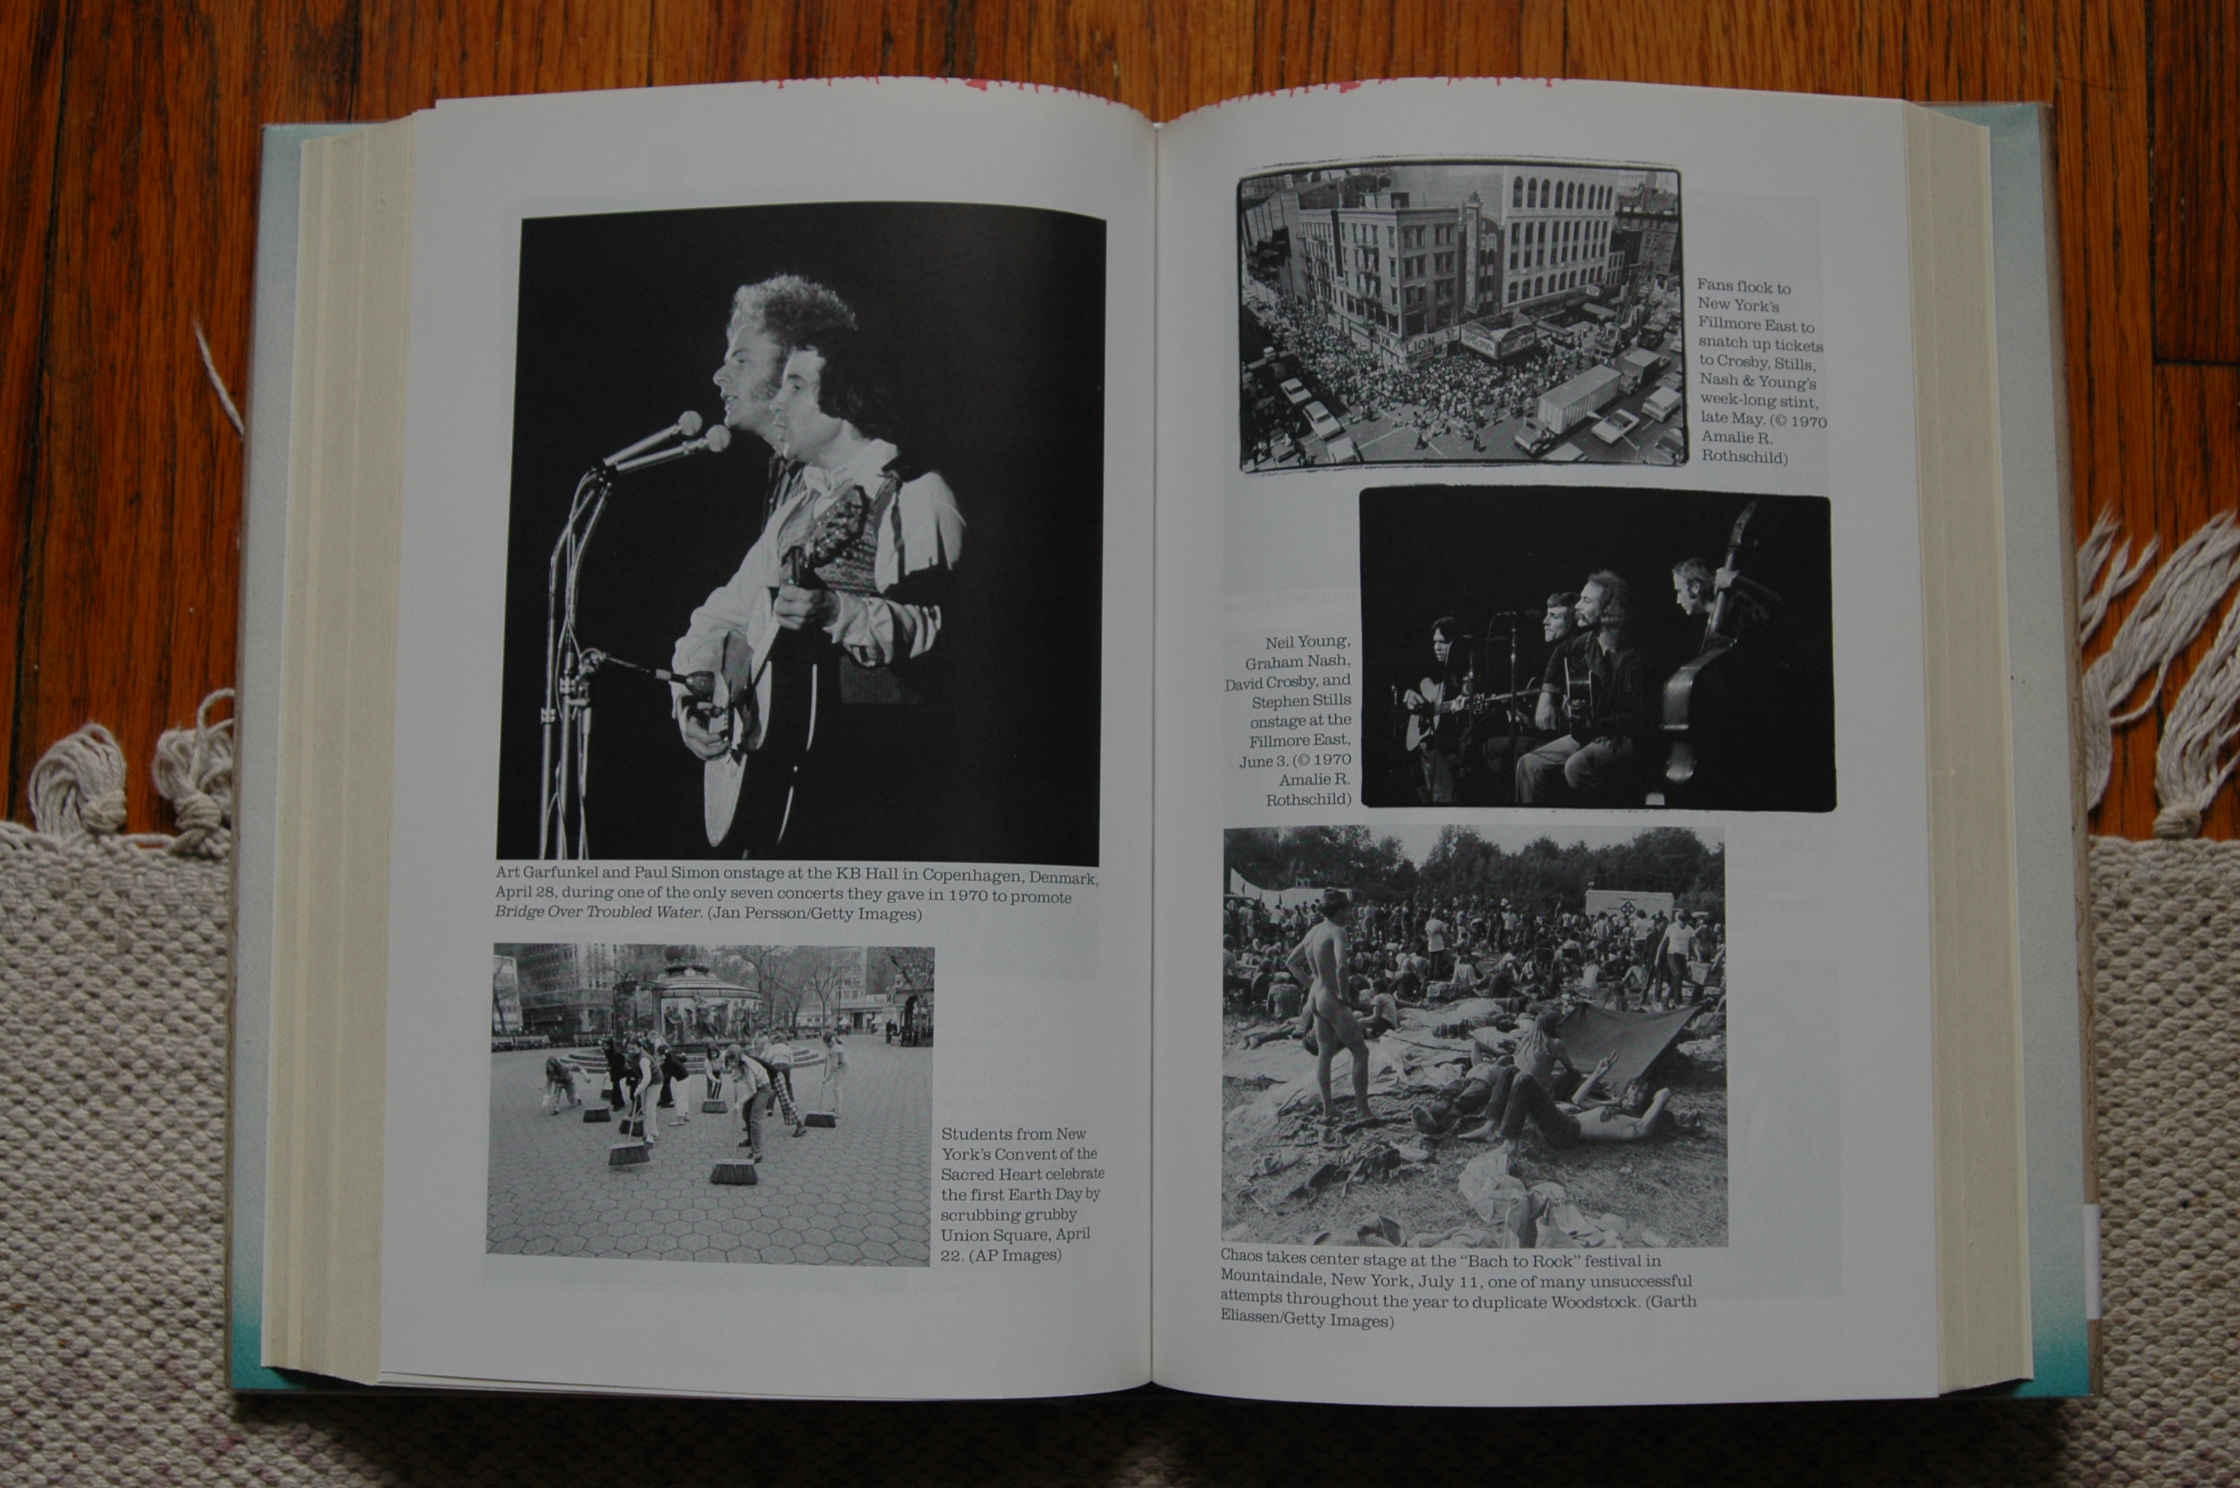 Art Garfunkel and Paul Simon onstage at the KB Hall in Copenhagen, Denmark,
April 28, during one of the only seven concerts they gave in 1970 to promote
Bridge Over Troubled Water. (Jan Persson/Getty Images)
Students from New
York's Convent of the
Sacred Heart celebrate
the first Earth Day by
scrubbing grubby
Union Square, April
22. (AP Images)
Fans flock to
New York's
Fillmore East to
snatch up tickets
to Crosby, Stills,
Nash & Young's
week-long stint,
late May. (© 1970
Amalie R.
Rothschild)
Neil Young,
Graham Nash,
David Crosby, and
Stephen Stills
onstage at the
Fillmore East,
June 3. (© 1970
Amalie R.
Rothschild)
Chaos takes center stage at the "Bach to Rock" festival in
Mountaindale, New York, July 11, one of many unsuccessful
attempts throughout the year to duplicate Woodstock. (Garth
Eliassen/Getty Images)